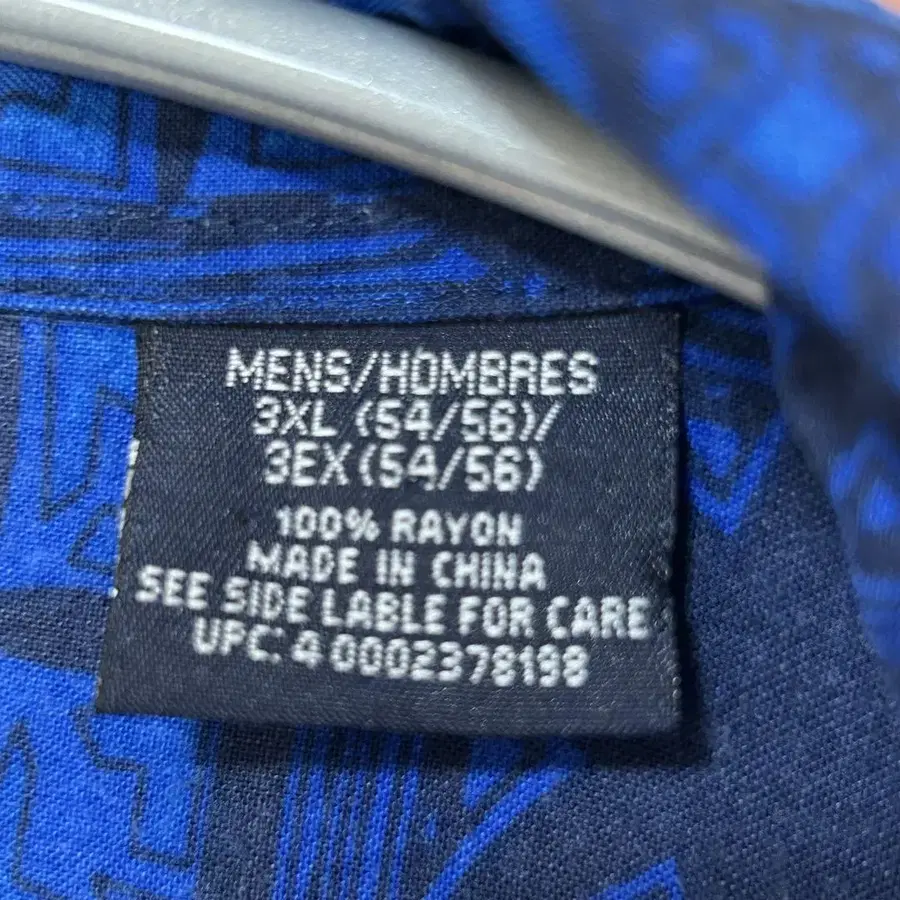 MENS/HOMBRES
3XL (54/56)/
3EX (54/56)
100% RAYON
MADE IN CHINA
SEE SIDE LABLE FOR CARE
UPC. 4 0002378198